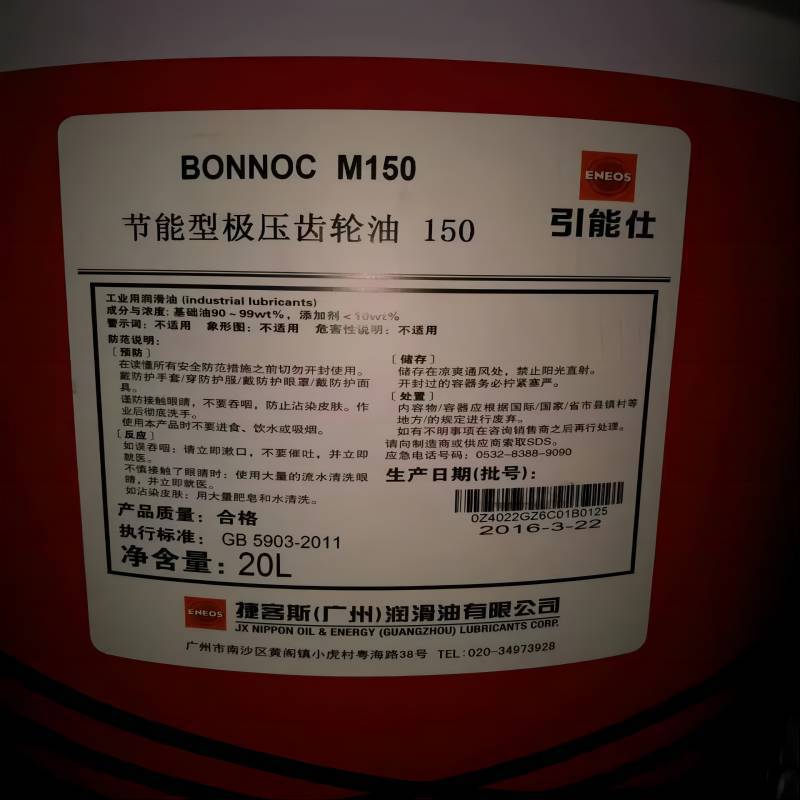 BONNOC M150
ENEOS
引能仕
节能型极压齿轮油 150
工业用润滑油 (industrial lubricants)
成分与浓度: 基础油90~99wt%, 添加剂<10wt%
警示词: 不适用 象形图: 不适用 危害性说明: 不适用
防范说明:
[预防]
在读懂所有安全防范措施之前切勿开封使用。
戴防护手套/穿防护服/戴防护眼罩/戴防护面
具。
谨防接触眼睛, 不要吞咽, 防止沾染皮肤。作
业后彻底洗手。
使用本产品时不要进食、饮水或吸烟。
[反应]
如误吞咽: 请立即漱口, 不要催吐, 并立即
就医。
不慎接触了眼睛时: 使用大量的流水清洗眼
睛, 并立即就医。
如沾染皮肤: 用大量肥皂和水清洗。
[储存]
储存在凉爽通风处, 禁止阳光直射。
开封过的容器务必拧紧塞严。
[处置]
内容物/容器应根据国际/国家/省市县镇村等
地方/的规定进行废弃。
如有不明事项在咨询销售商之后再行处理。
请向制造商或供应商索取SDS。
应急电话号码: 0532-8388-9090
生产日期(批号):
0Z4022GZ6C01B0125
2016-3-22
产品质量: 合格
执行标准: GB 5903-2011
净含量: 20L
ENEOS
捷客斯(广州)润滑油有限公司
JX NIPPON OIL & ENERGY (GUANGZHOU) LUBRICANTS CORP.
广州市南沙区黄阁镇小虎村粤海路38号 TEL:020-34973928